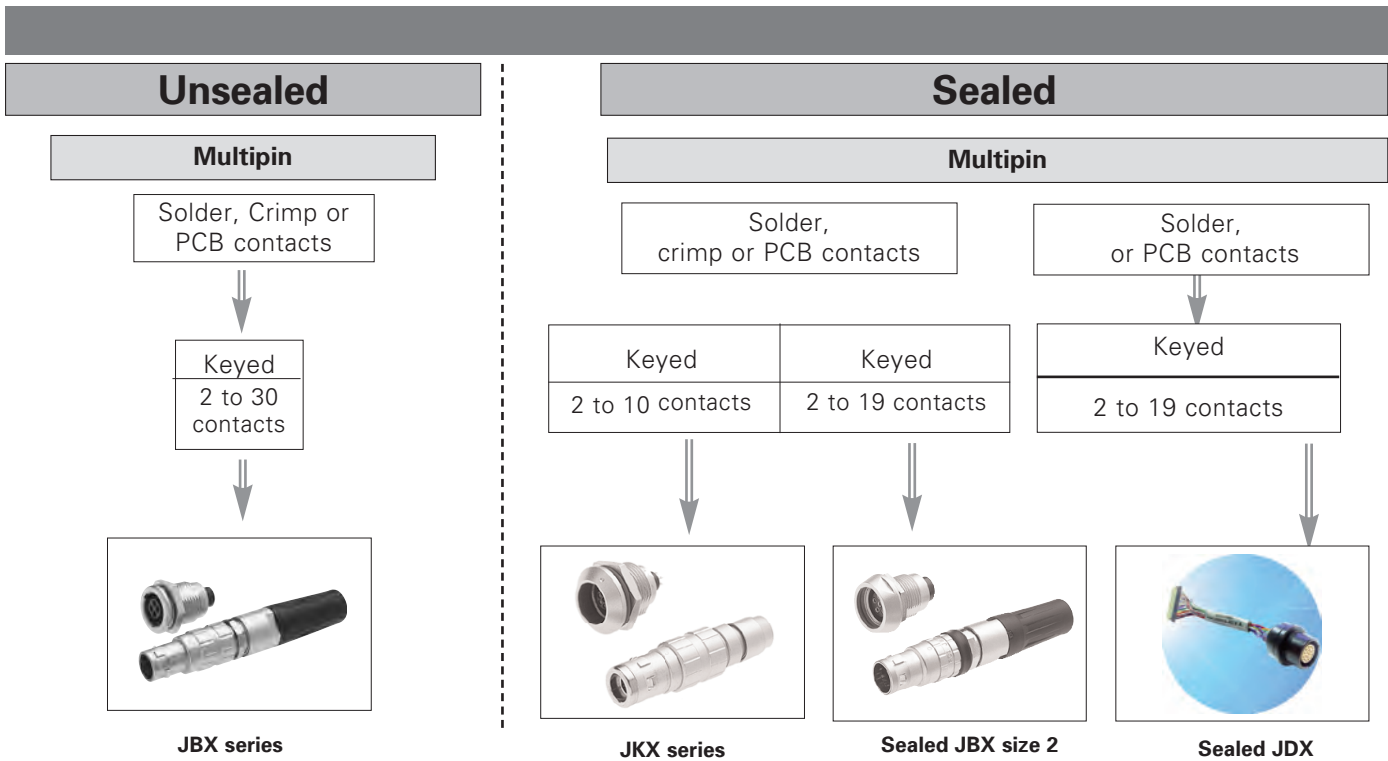 Unsealed
Multipin
Solder, Crimp or
PCB contacts
Keyed
2 to 30
contacts
JBX series
Sealed
Multipin
Solder,
crimp or PCB contacts
Solder,
or PCB contacts
Keyed
2 to 10 contacts
Keyed
2 to 19 contacts
Keyed
2 to 19 contacts
JKX series
Sealed JBX size 2
Sealed JDX